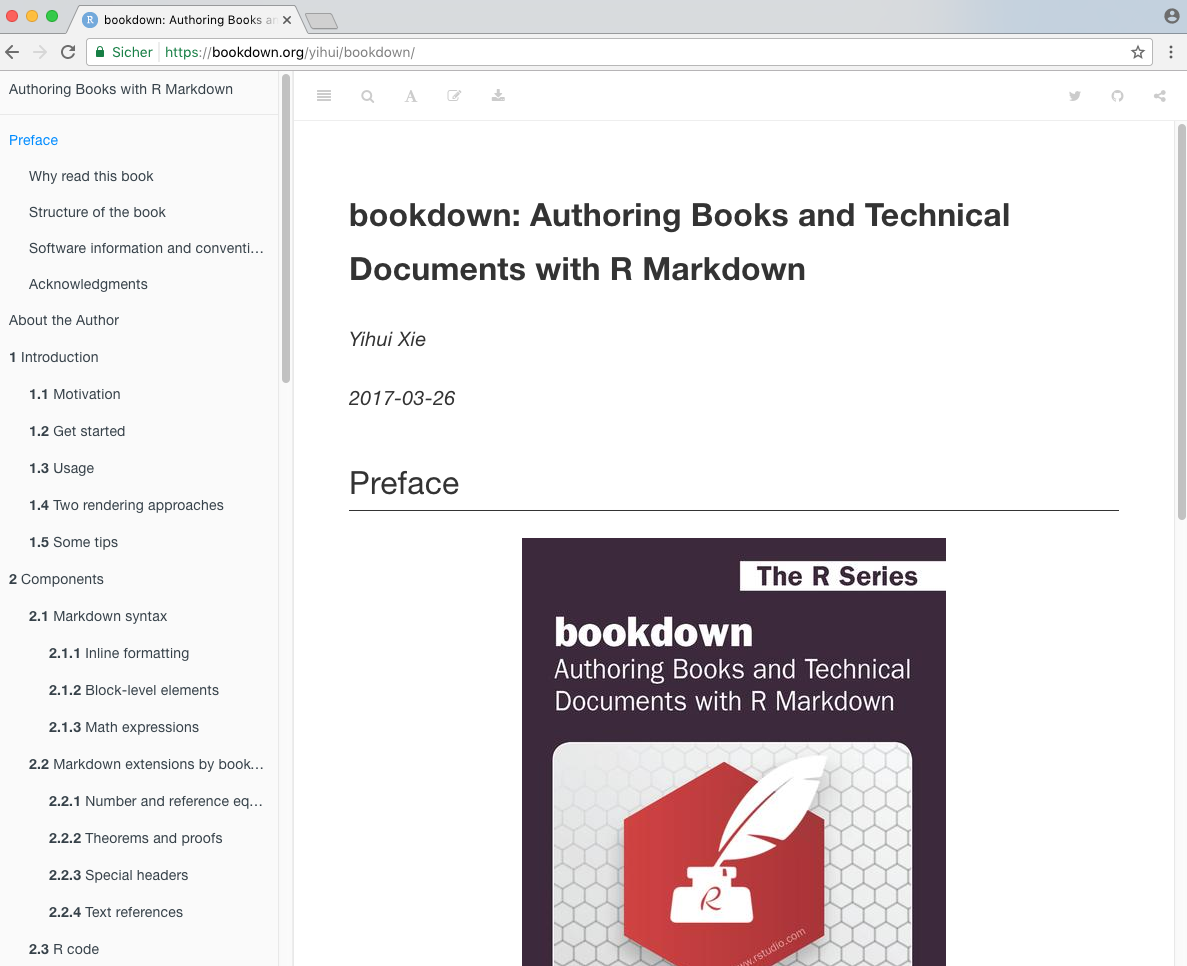 bookdown: Authoring Books an
Sicher https://bookdown.org/yihui/bookdown/
Authoring Books with R Markdown
Preface
Why read this book
Structure of the book
Software information and conventi…
Acknowledgments
About the Author
1 Introduction
1.1 Motivation
1.2 Get started
1.3 Usage
1.4 Two rendering approaches
1.5 Some tips
2 Components
2.1 Markdown syntax
2.1.1 Inline formatting
2.1.2 Block-level elements
2.1.3 Math expressions
2.2 Markdown extensions by book…
2.2.1 Number and reference eq…
2.2.2 Theorems and proofs
2.2.3 Special headers
2.2.4 Text references
2.3 R code
A
bookdown: Authoring Books and Technical
Documents with R Markdown
Yihui Xie
2017-03-26
Preface
The R Series
bookdown
Authoring Books and Technical
Documents with R Markdown
R
www.rstudio.com